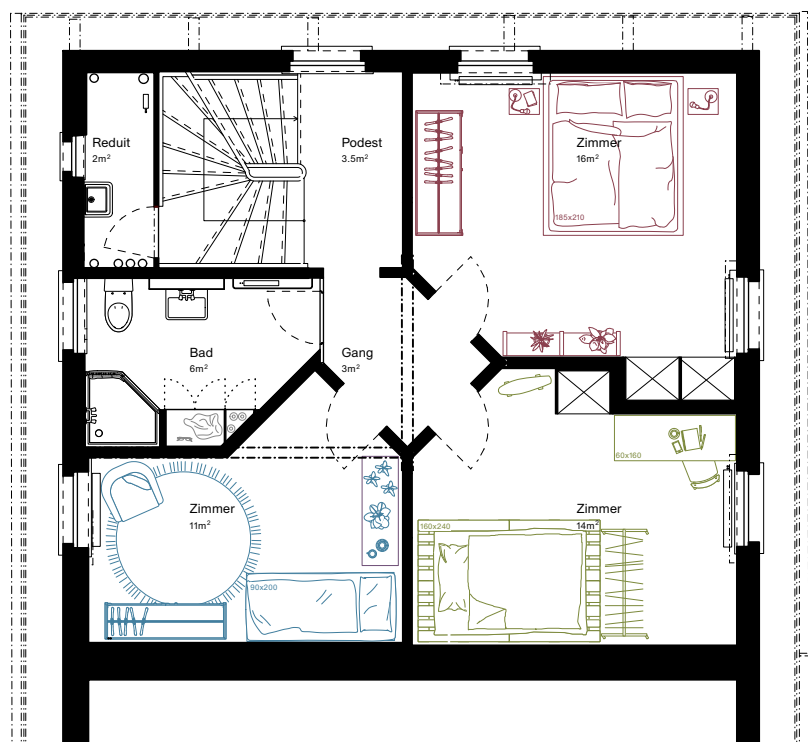 Reduit
2m²
Podest
3.5m²
Zimmer
16m²
185x210
Bad
6m²
Gang
3m²
60x160
Zimmer
11m²
Zimmer
14m²
160x240
90x200